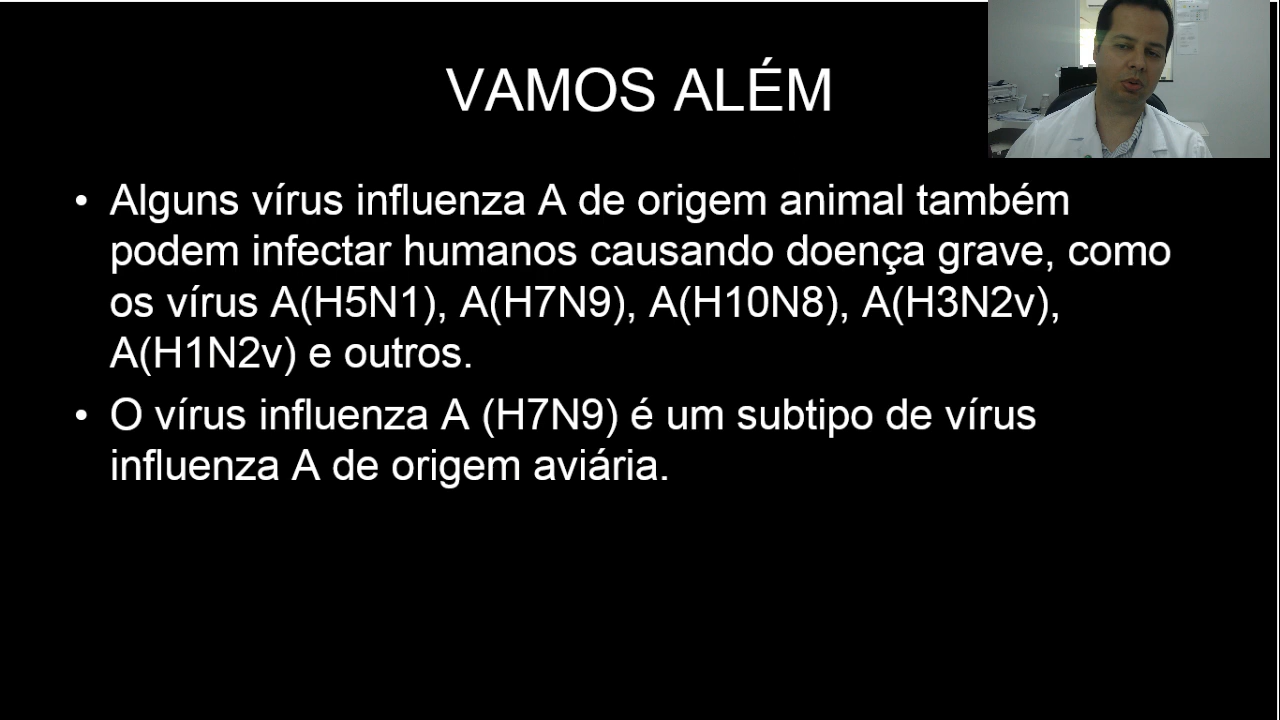 VAMOS ALÉM
• Alguns vírus influenza A de origem animal também
podem infectar humanos causando doença grave, como
os vírus A(H5N1), A(H7N9), A(H10N8), A(H3N2v),
A(H1N2v) e outros.
• O vírus influenza A (H7N9) é um subtipo de vírus
influenza A de origem aviária.